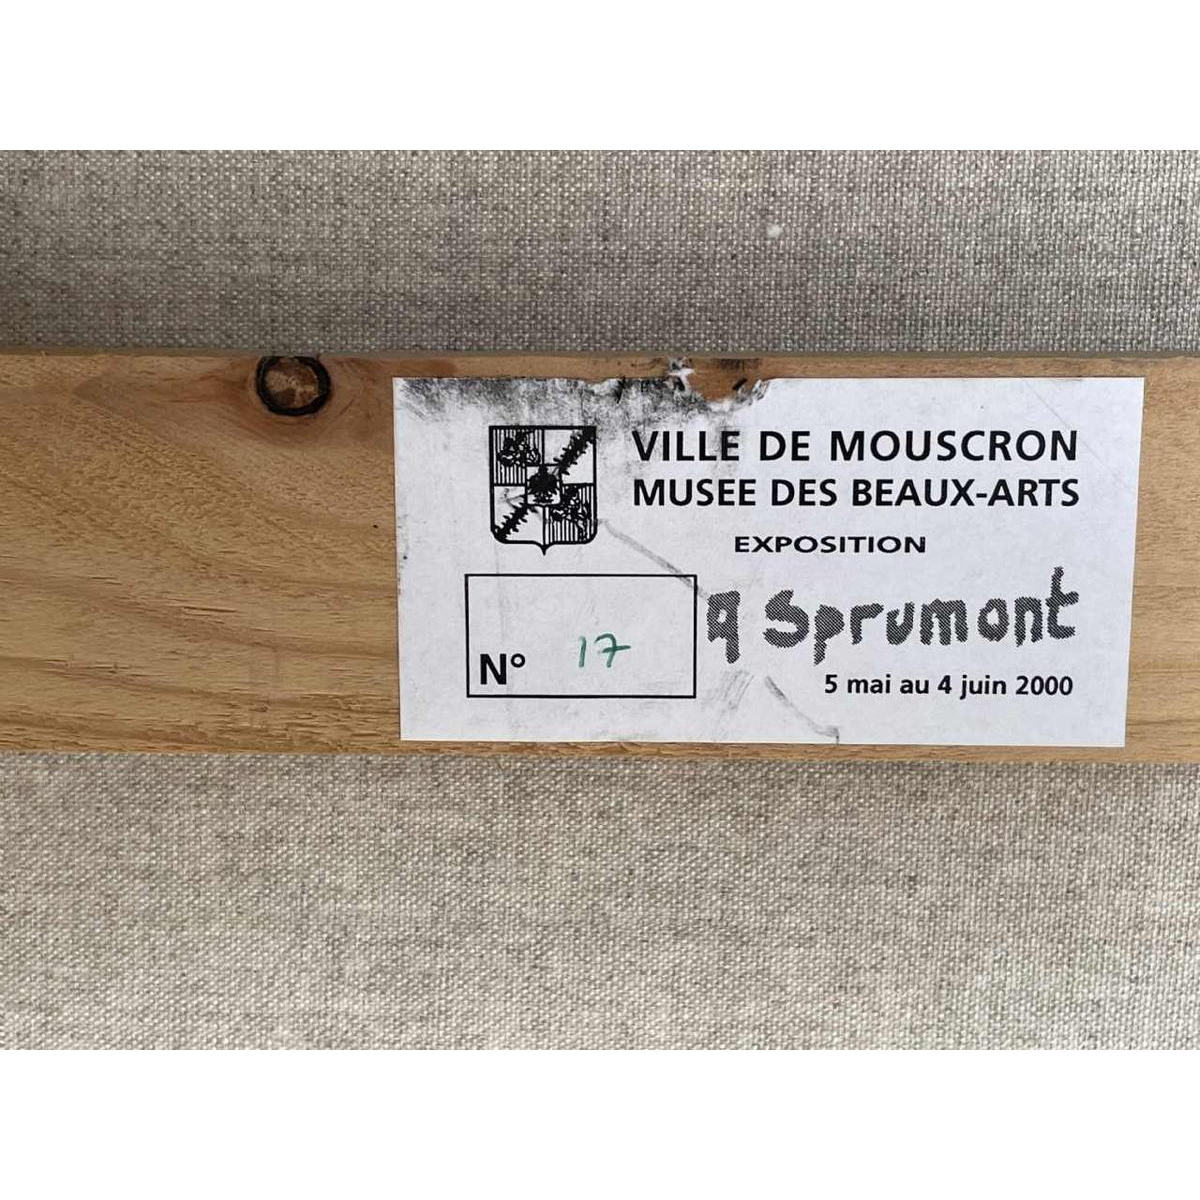 VILLE DE MOUSCRON
MUSEE DES BEAUX-ARTS
EXPOSITION
a Sprumont
N° 17
5 mai au 4 juin 2000